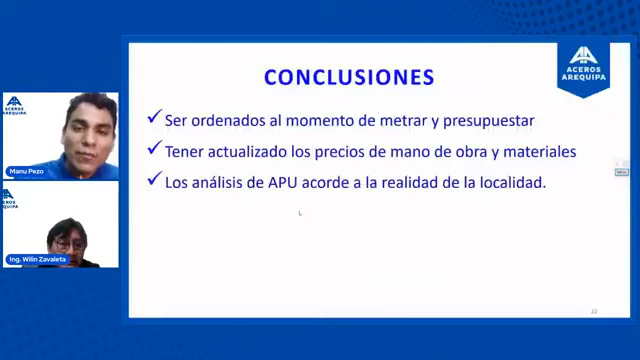 CONCLUSIONES
ACEROS
AREQUIPA
✓ Ser ordenados al momento de metrar y presupuestar
✓ Tener actualizado los precios de mano de obra y materiales
✓ Los análisis de APU acorde a la realidad de la localidad.
ACEROS
AREQUIPA
Manu Pezo
ACEROS
AREQUIPA
Ing. Wilin Zavaleta